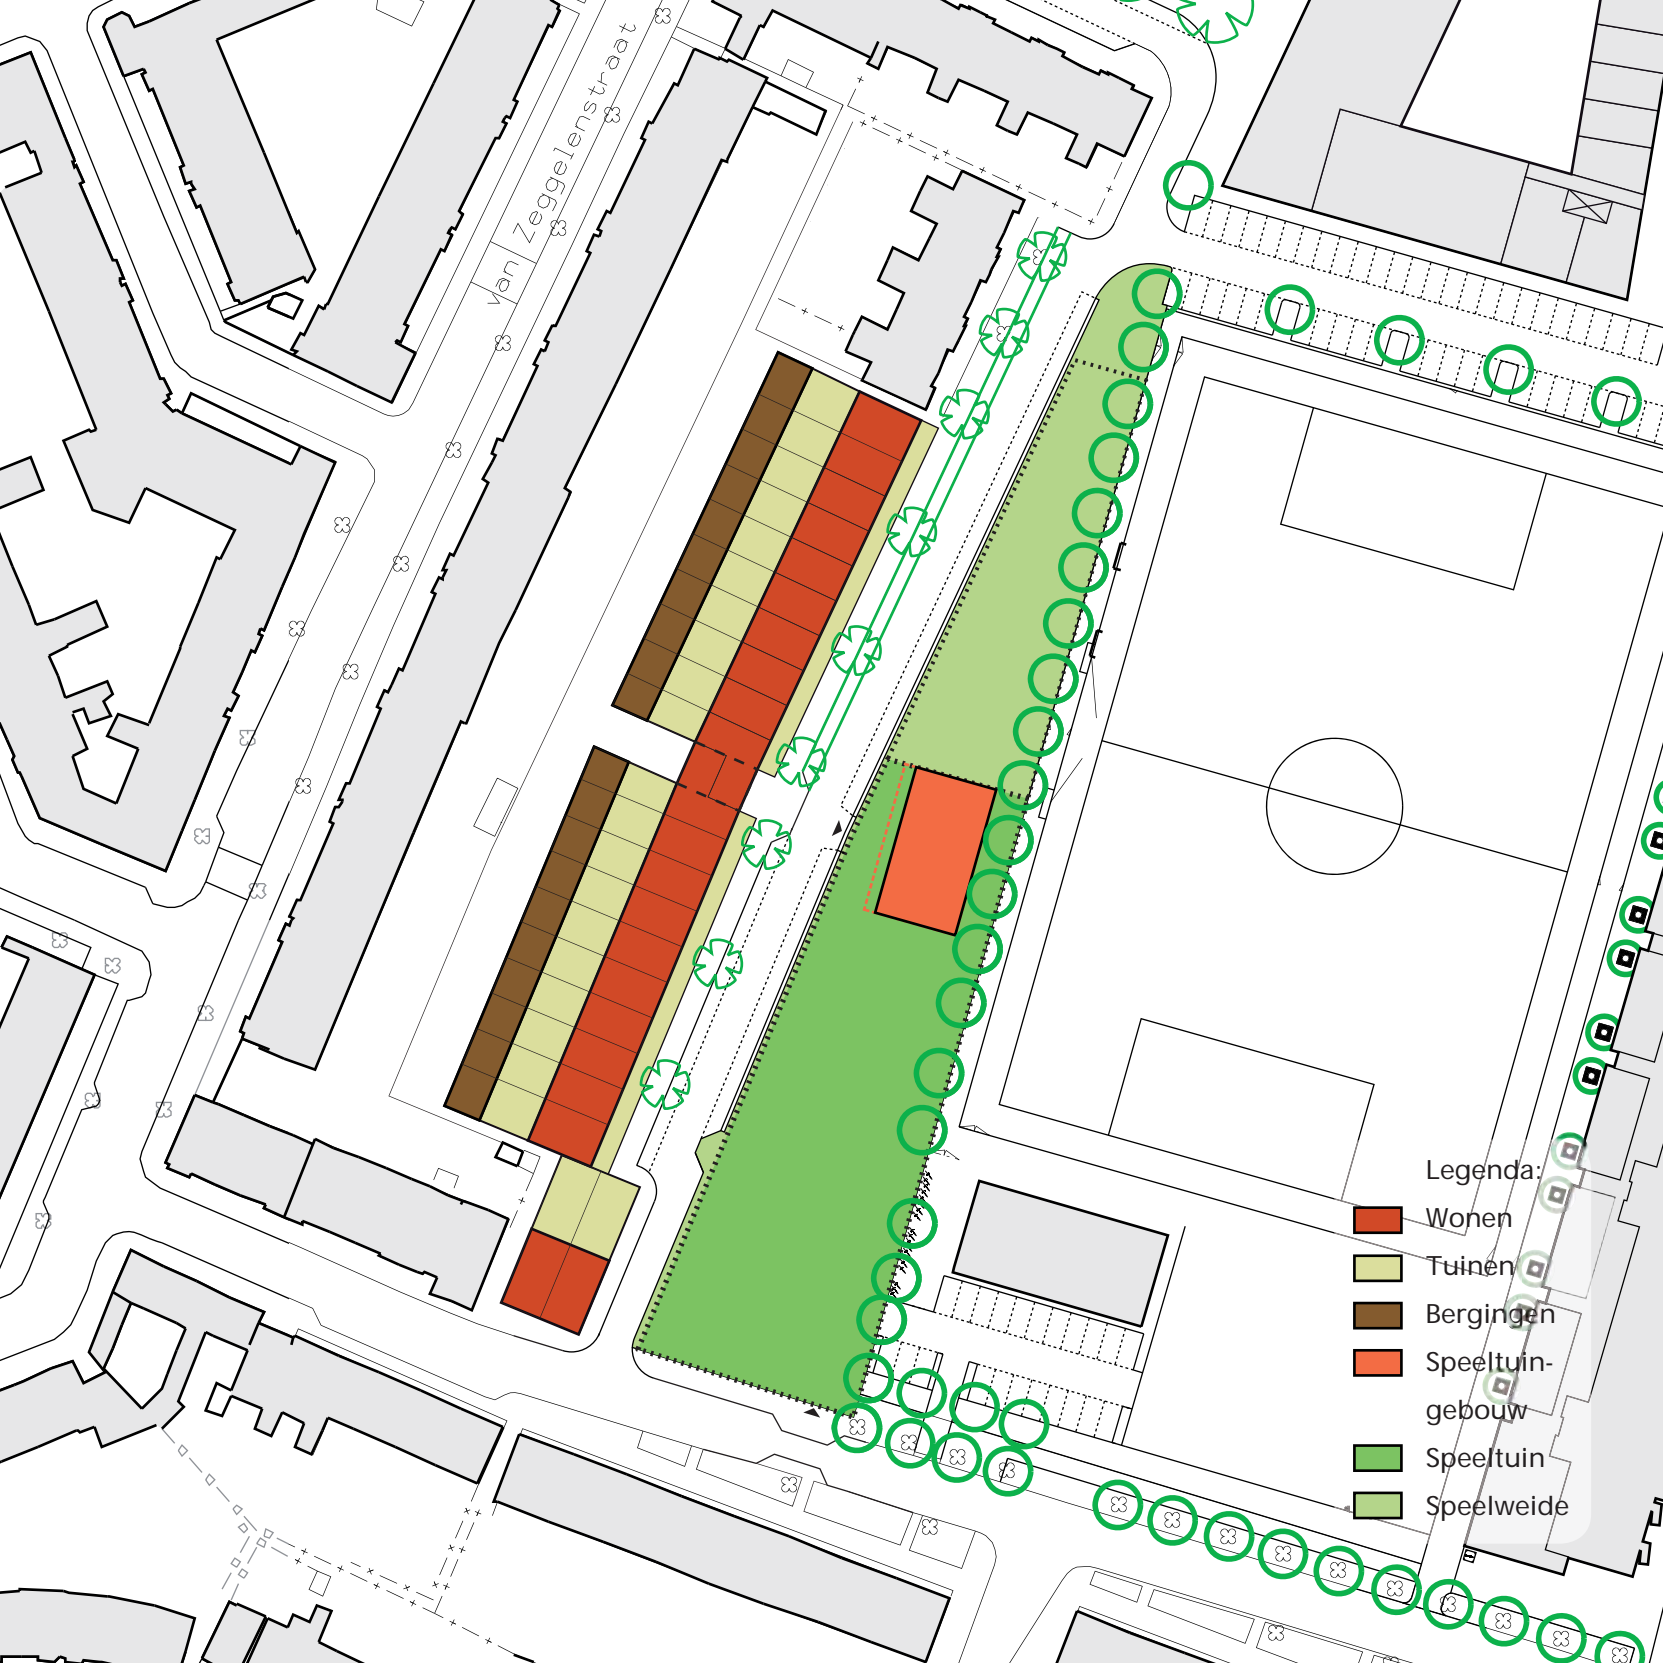 van Zeggelenstraat
Legenda:
Wonen
Tuinen
Bergingen
Speeltuin-
gebouw
Speeltuin
Speelweide